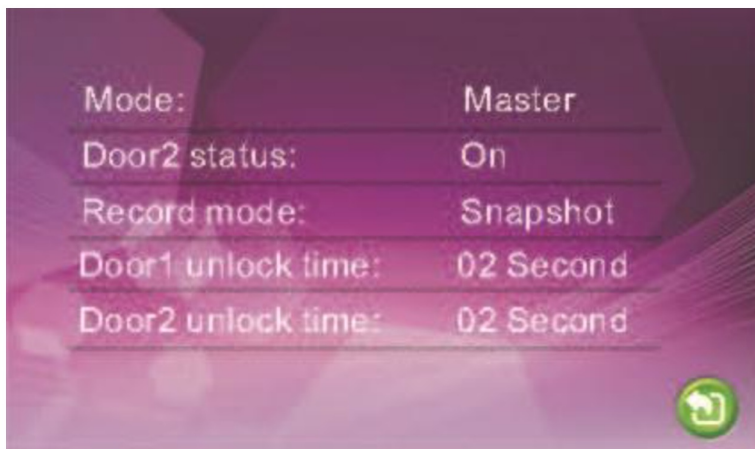 Mode: Master
Door2 status: On
Record mode: Snapshot
Door1 unlock time: 02 Second
Door2 unlock time: 02 Second